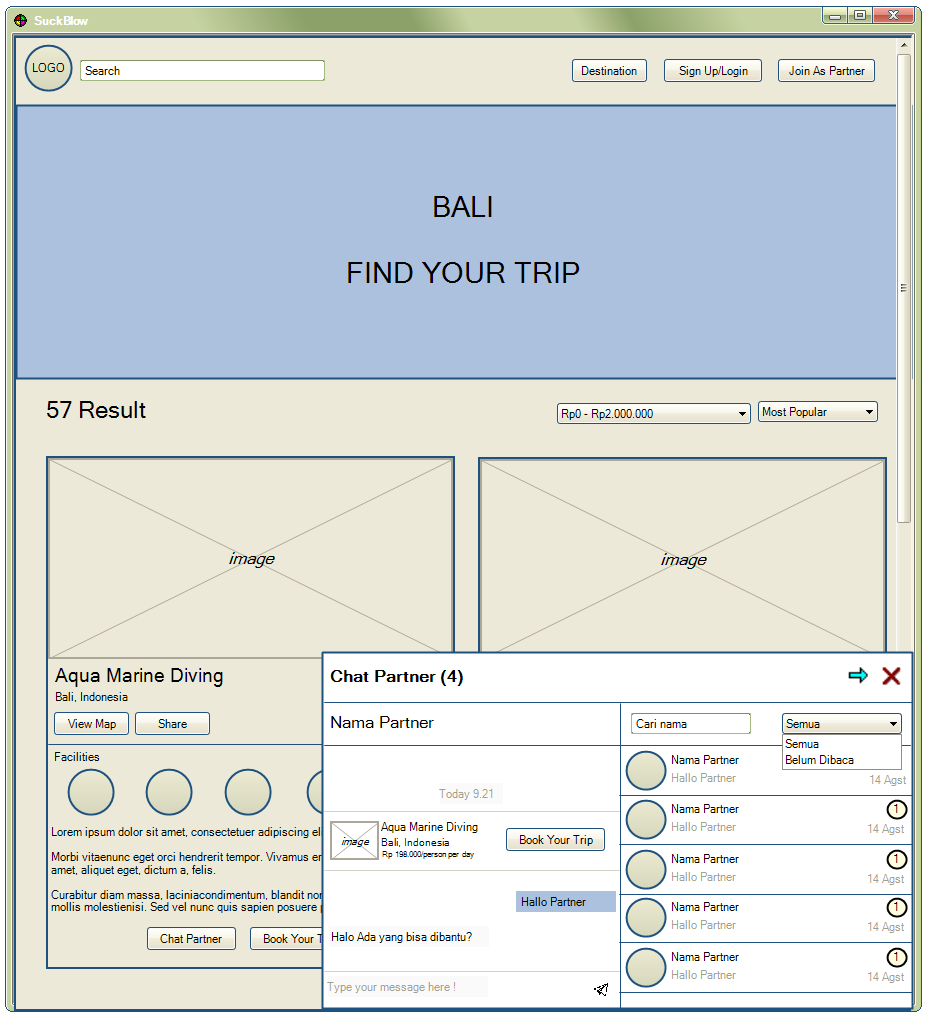 SuckBlow
LOGO
Search
Destination
Sign Up/Login
Join As Partner
BALI
FIND YOUR TRIP
57 Result
Rp0 - Rp2.000.000
Most Popular
image
image
Aqua Marine Diving
Bali, Indonesia
View Map
Share
Facilities
Lorem ipsum dolor sit amet, consectetuer adipiscing el
Morbi vitaenunc eget orci hendrerit tempor. Vivamus er
amet, aliquet eget, dictum a, felis.
Curabitur diam massa, laciniacondimentum, blandit nor
mollis molestienisi. Sed vel nunc quis sapien posuere
Chat Partner
Book Your T
Chat Partner (4)
Nama Partner
Today 9.21
image
Aqua Marine Diving
Bali, Indonesia
Rp 198.000/person per day
Book Your Trip
Hallo Partner
Halo Ada yang bisa dibantu?
Type your message here !
Cari nama
Semua
Semua
Belum Dibaca
Nama Partner
Hallo Partner
14 Agst
Nama Partner
1
Hallo Partner
14 Agst
Nama Partner
1
Hallo Partner
14 Agst
Nama Partner
1
Hallo Partner
14 Agst
Nama Partner
1
Hallo Partner
14 Agst